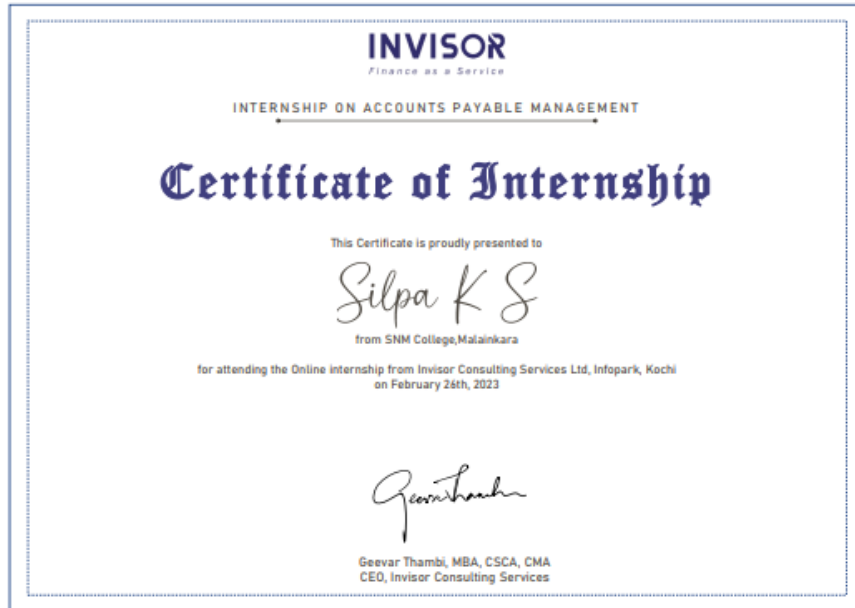 INVISOR
Finance as a Service
INTERNSHIP ON ACCOUNTS PAYABLE MANAGEMENT
Certificate of Internship
This Certificate is proudly presented to
Silpa K S
from SNM College,Malainkara
for attending the Online internship from Invisor Consulting Services Ltd, Infopark, Kochi
on February 26th, 2023
Geevar Thambi
Geevar Thambi, MBA, CSCA, CMA
CEO, Invisor Consulting Services